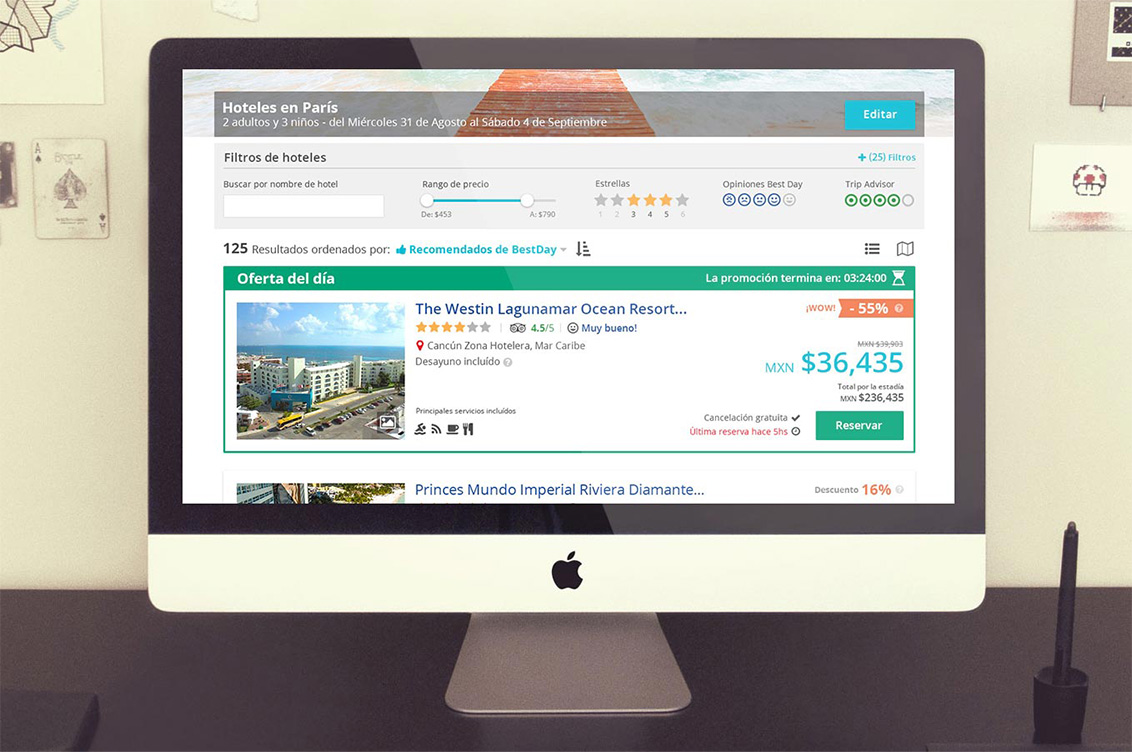 Hoteles en París
2 adultos y 3 niños - del Miércoles 31 de Agosto al Sábado 4 de Septiembre
Editar
Filtros de hoteles
+ (25) Filtros
Buscar por nombre de hotel
Rango de precio
De: $453
A: $790
Estrellas
1 2 3 4 5 6
Opiniones Best Day
Trip Advisor
125 Resultados ordenados por: Recomendados de BestDay
Oferta del día
La promoción termina en: 03:24:00
The Westin Lagunamar Ocean Resort...
4.5/5
Muy bueno!
Cancún Zona Hotelera, Mar Caribe
Desayuno incluído ?
Principales servicios incluídos
¡WOW!
- 55% ?
MXN $39,903
MXN $36,435
Total por la estadía
MXN $236,435
Cancelación gratuita
Última reserva hace 5hs
Reservar
Princes Mundo Imperial Riviera Diamante...
Descuento 16% ?
A